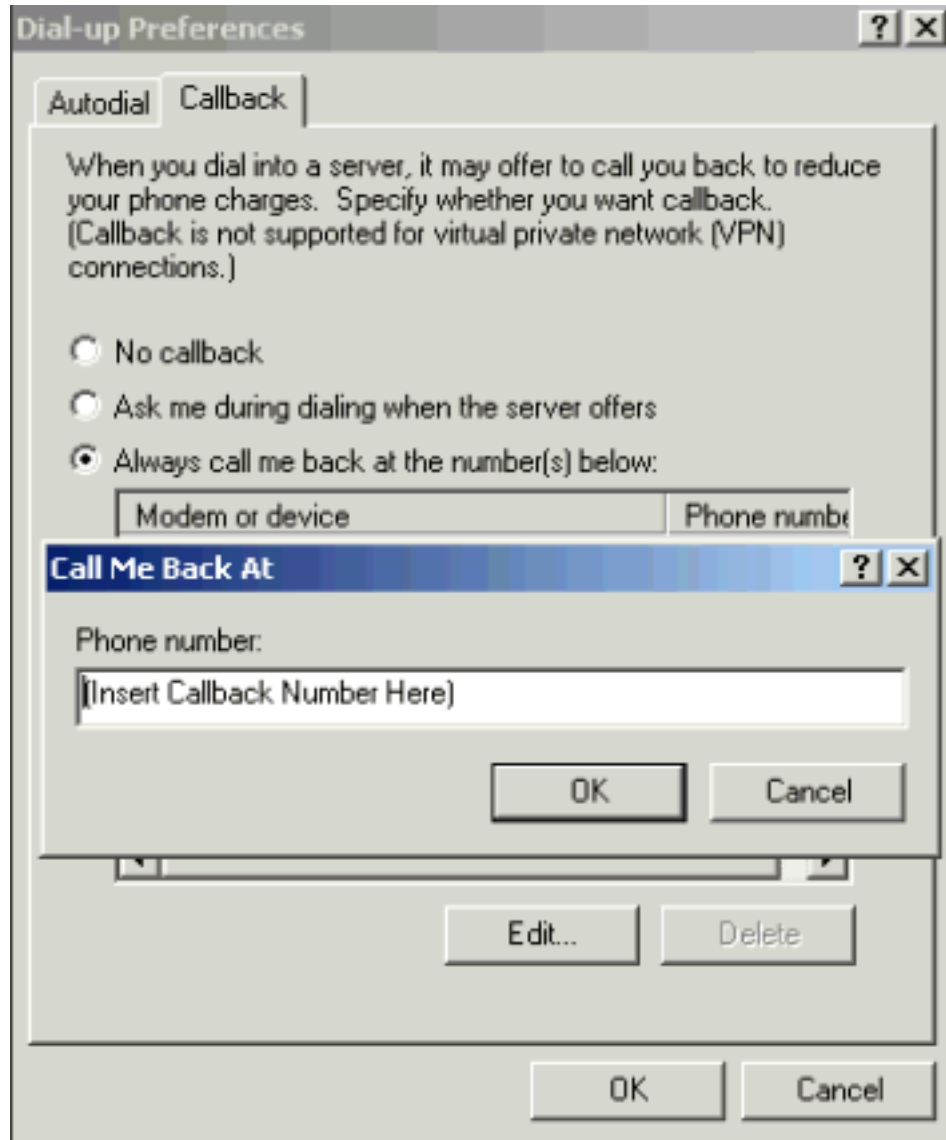 Dial-up Preferences
Autodial
Callback
When you dial into a server, it may offer to call you back to reduce
your phone charges. Specify whether you want callback.
(Callback is not supported for virtual private network (VPN)
connections.)
No callback
Ask me during dialing when the server offers
Always call me back at the number(s) below:
Modem or device
Phone numbe
Call Me Back At
Phone number:
(Insert Callback Number Here)
OK
Cancel
Edit...
Delete
OK
Cancel